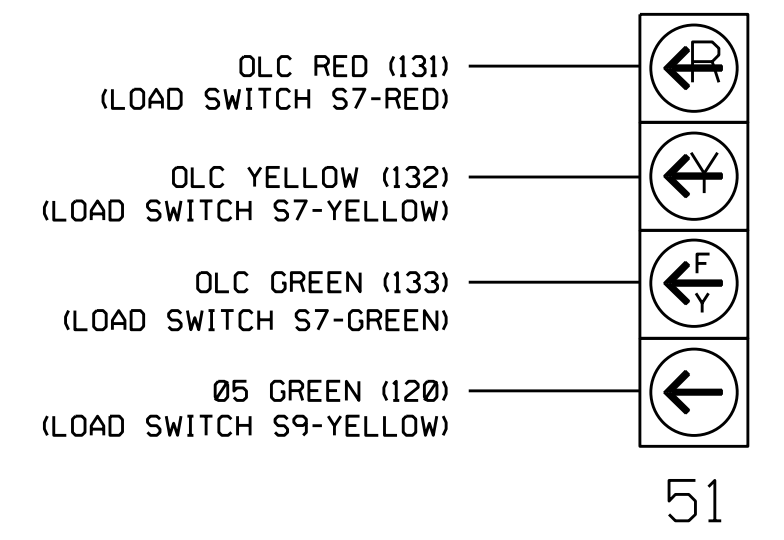 OLC RED (131)
(LOAD SWITCH S7-RED)
R
OLC YELLOW (132)
(LOAD SWITCH S7-YELLOW)
Y
OLC GREEN (133)
(LOAD SWITCH S7-GREEN)
F
Y
Ø5 GREEN (120)
(LOAD SWITCH S9-YELLOW)
51